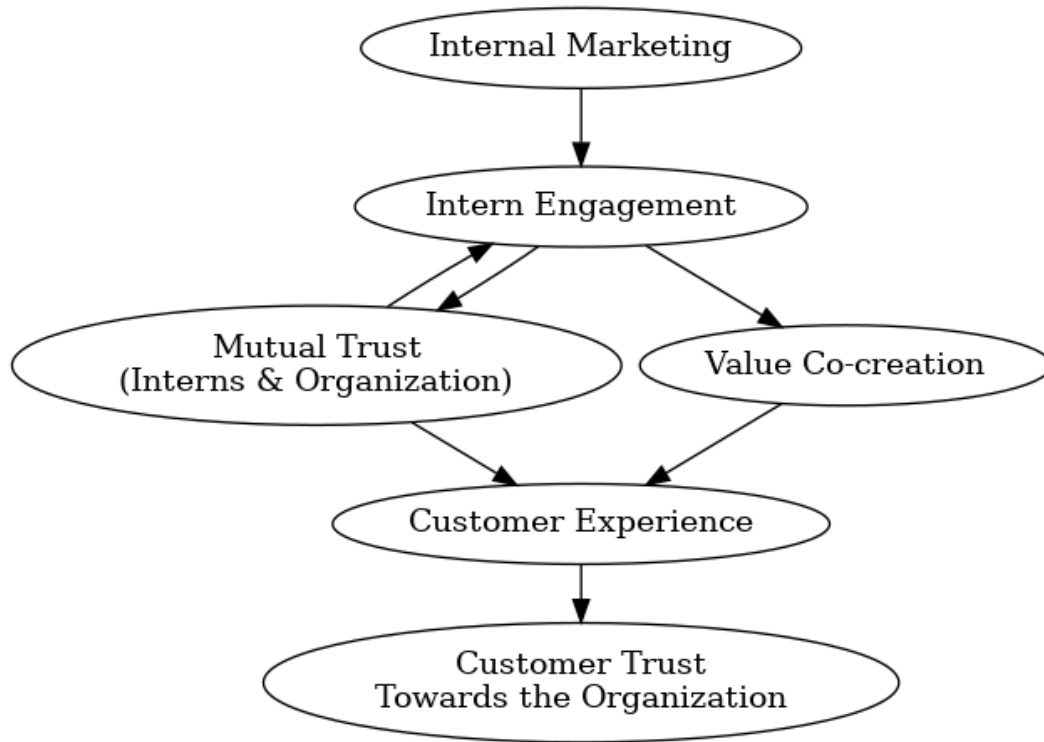 Internal Marketing
Intern Engagement
Mutual Trust
(Interns & Organization)
Value Co-creation
Customer Experience
Customer Trust
Towards the Organization